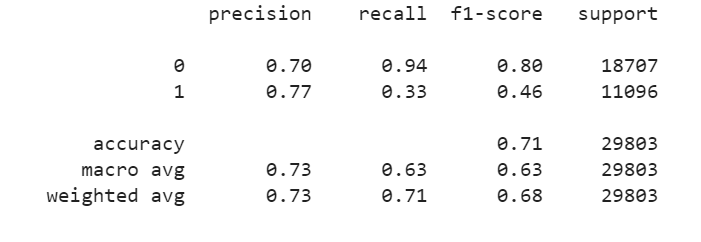 precision recall f1-score support
0 0.70 0.94 0.80 18707
1 0.77 0.33 0.46 11096
accuracy 0.71 29803
macro avg 0.73 0.63 0.63 29803
weighted avg 0.73 0.71 0.68 29803